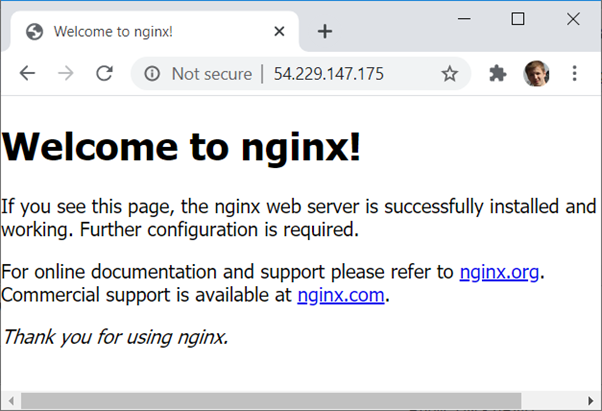 Welcome to nginx!
Not secure | 54.229.147.175
Welcome to nginx!
If you see this page, the nginx web server is successfully installed and
working. Further configuration is required.
For online documentation and support please refer to nginx.org.
Commercial support is available at nginx.com.
Thank you for using nginx.